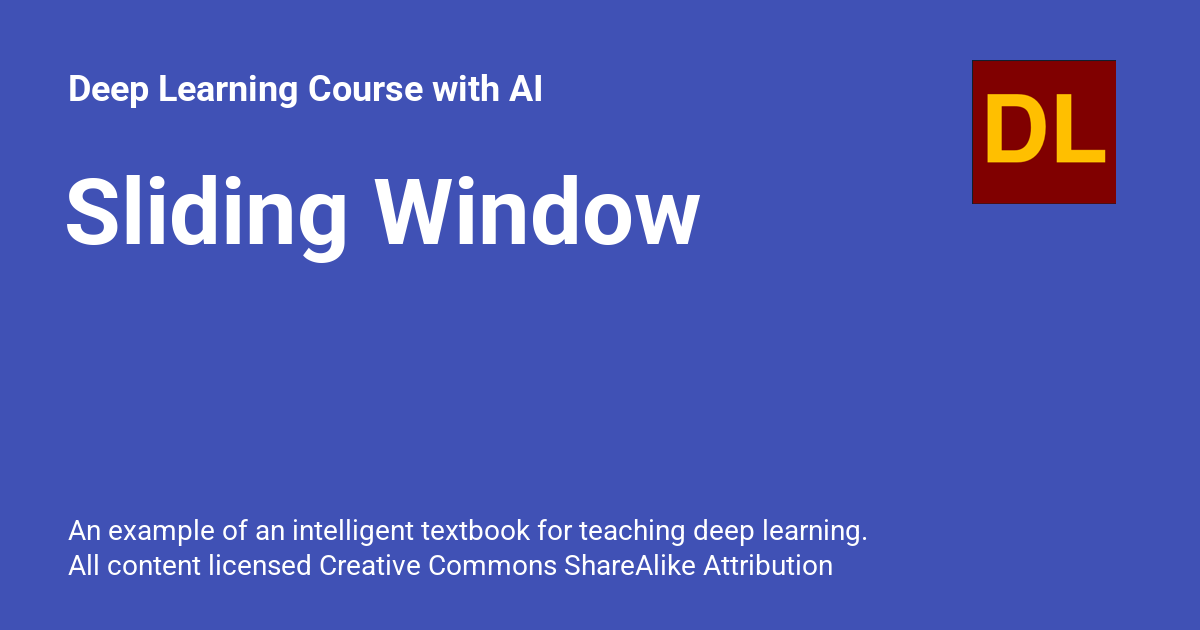 Deep Learning Course with AI
DL
Sliding Window
An example of an intelligent textbook for teaching deep learning.
All content licensed Creative Commons ShareAlike Attribution